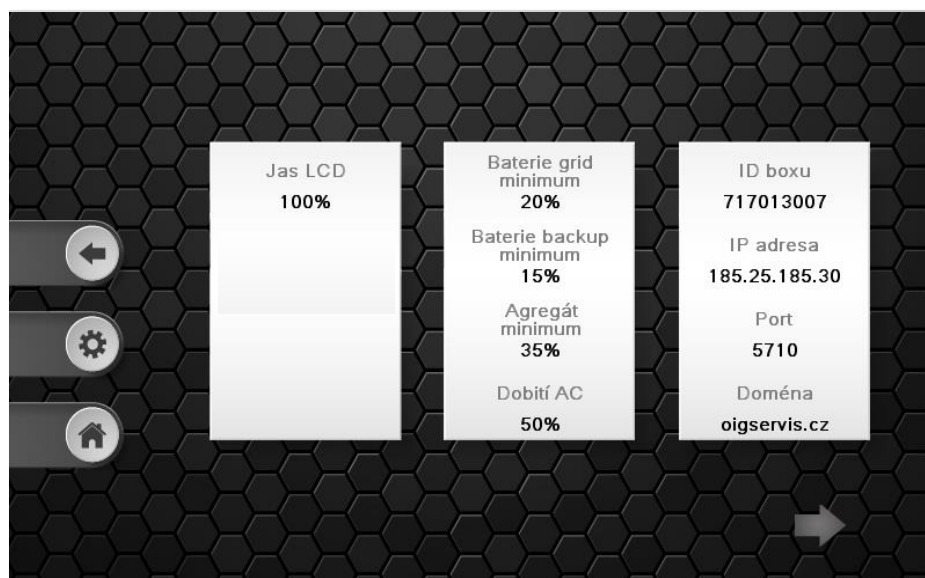 Jas LCD
100%
Baterie grid
minimum
20%
Baterie backup
minimum
15%
Agregát
minimum
35%
Dobití AC
50%
ID boxu
717013007
IP adresa
185.25.185.30
Port
5710
Doména
oigservis.cz